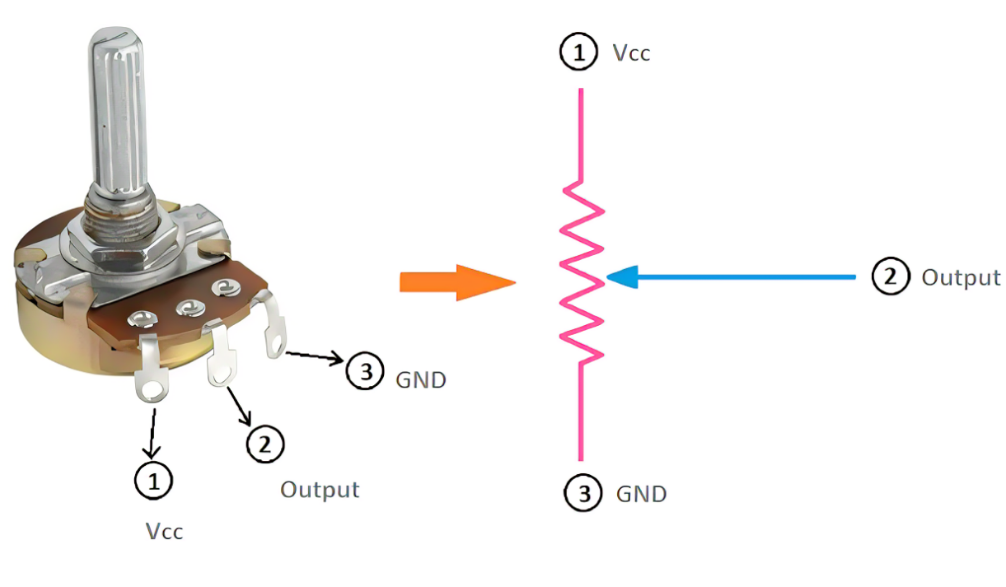 1
Vcc
2
Output
3
GND
1 Vcc
2 Output
3 GND